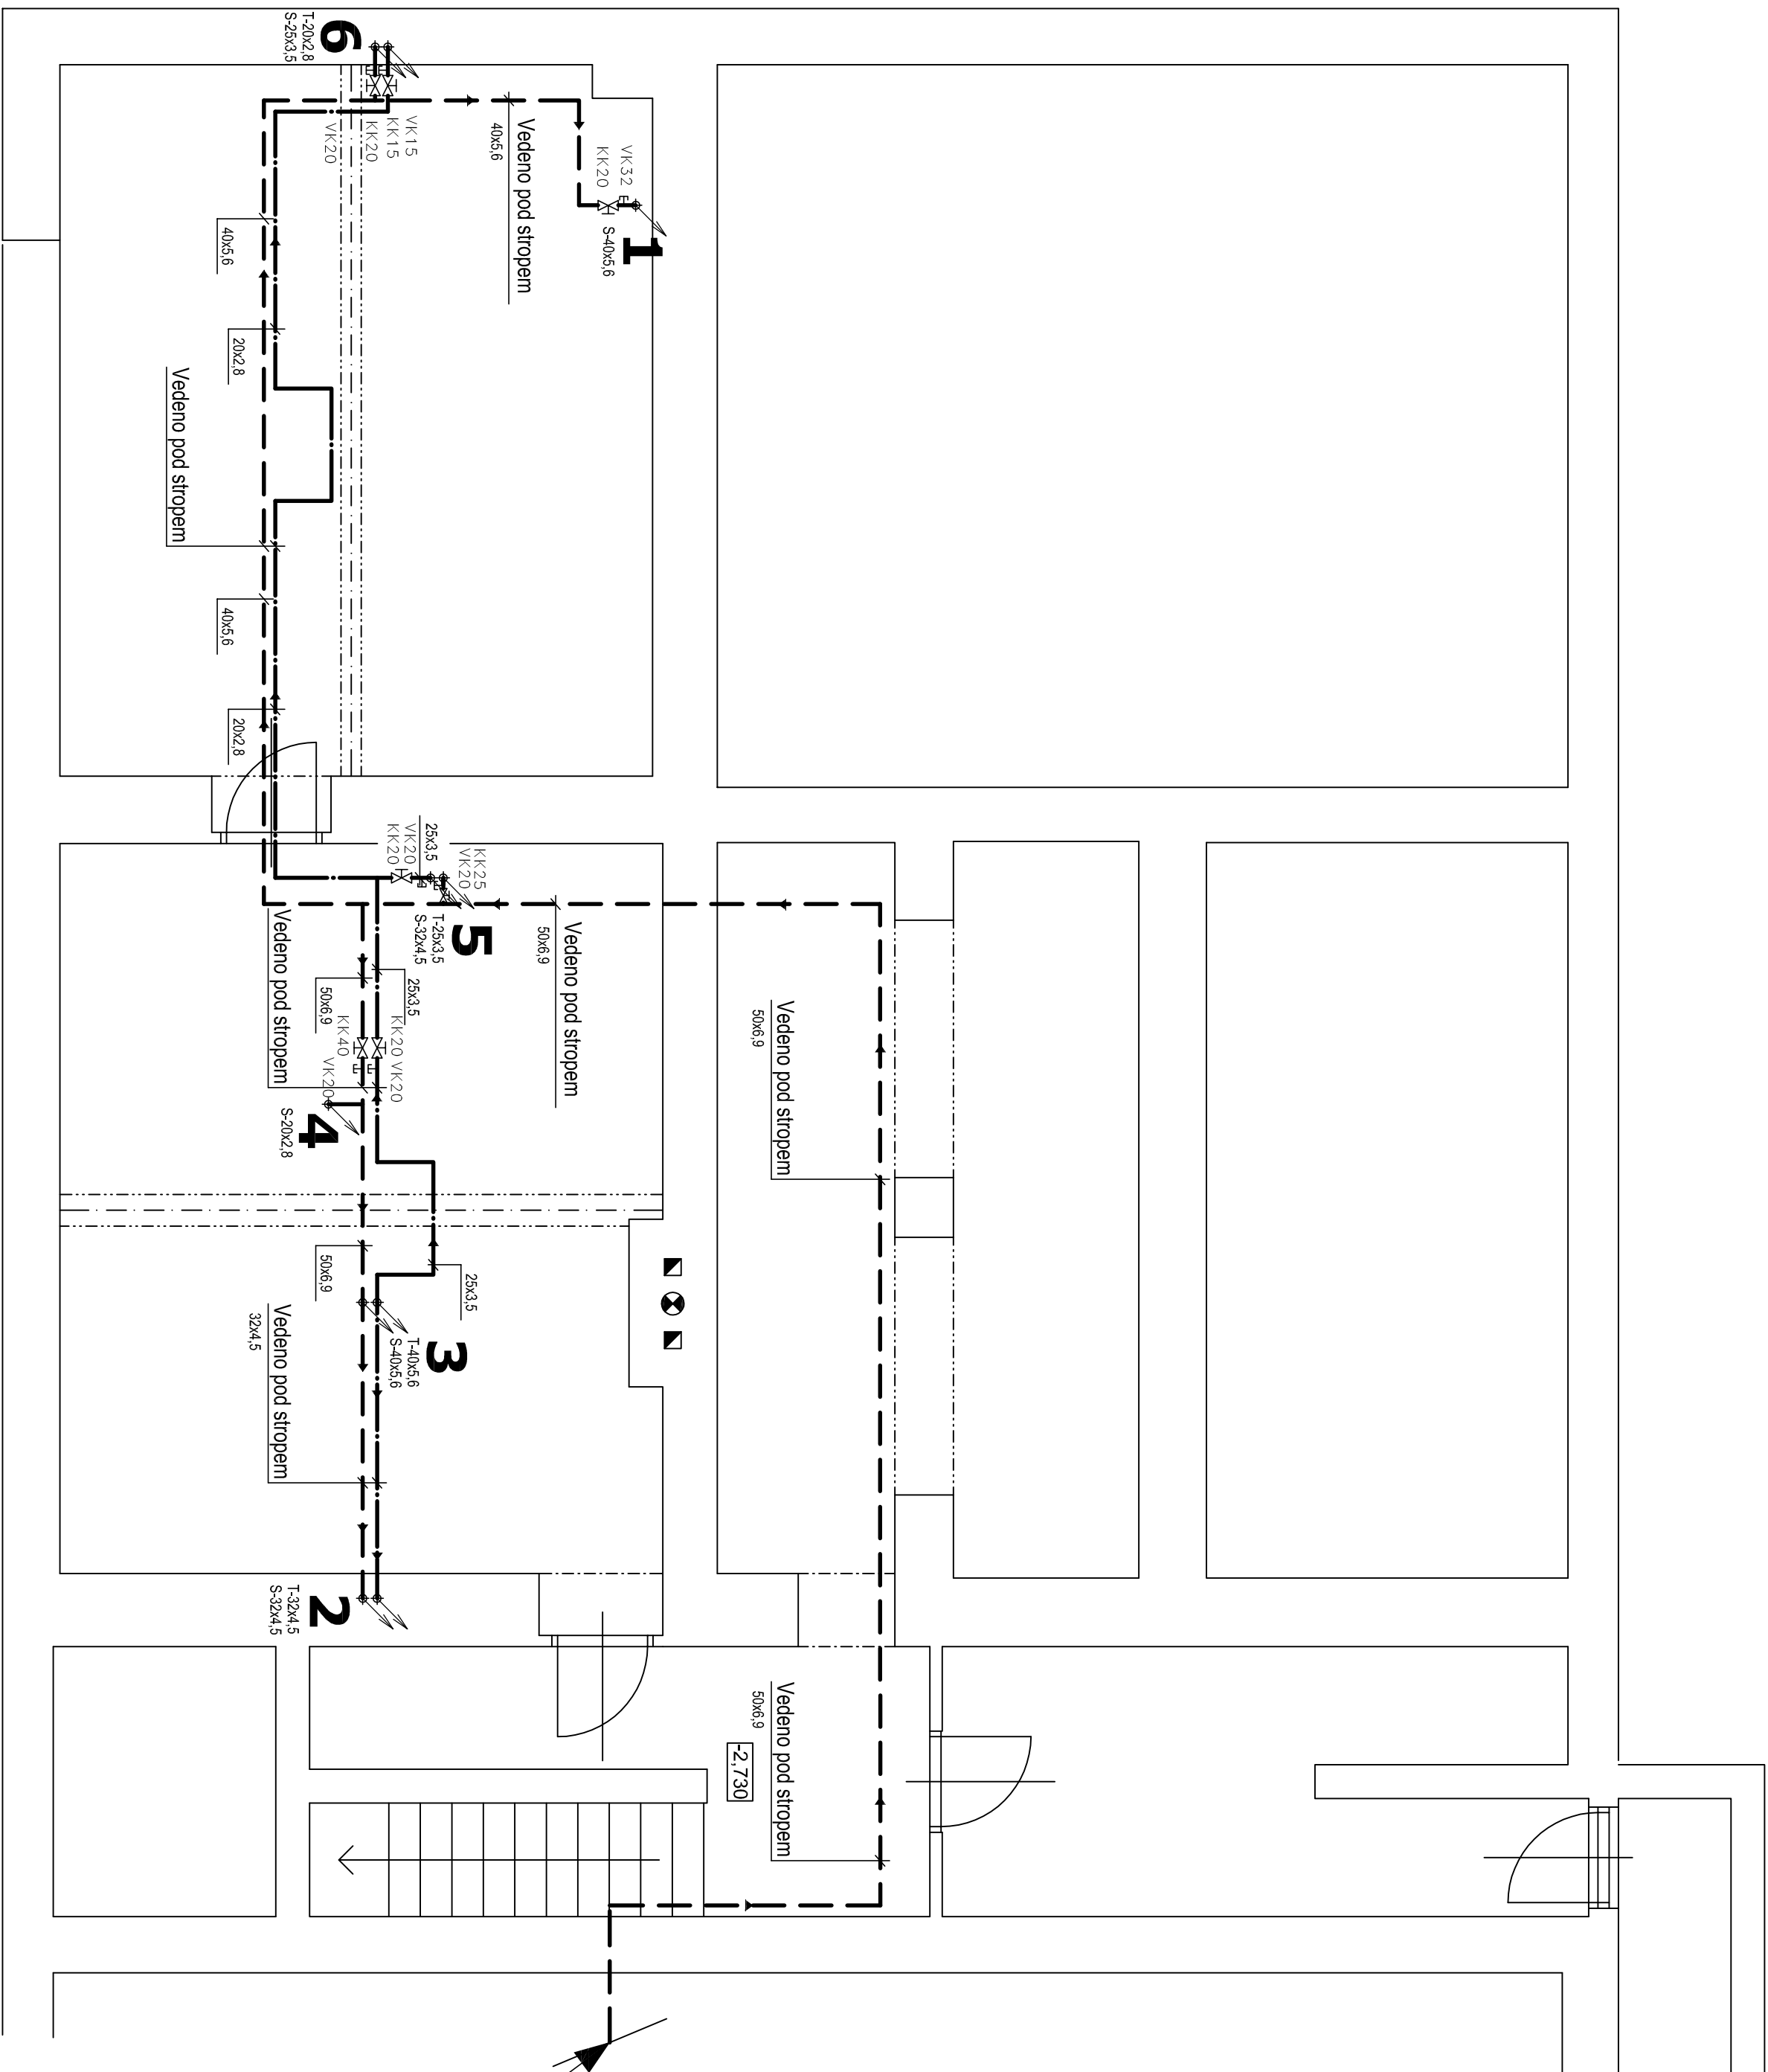 6
T-20x2,8
S-25x3,5
VK15
KK15
KK20
VK20
Vedeno pod stropem
40x5,6
VK32
KK20
1
S-40x5,6
40x5,6
20x2,8
Vedeno pod stropem
40x5,6
20x2,8
25x3,5
VK20
KK20
KK25
VK20
5
T-25x3,5
S-32x4,5
Vedeno pod stropem
50x6,9
Vedeno pod stropem
50x6,9
25x3,5
50x6,9
KK40
KK20 VK20
VK20
Vedeno pod stropem
4
S-20x2,8
50x6,9
25x3,5
3
T-40x5,6
S-40x5,6
Vedeno pod stropem
32x4,5
2
T-32x4,5
S-32x4,5
Vedeno pod stropem
50x6,9
-2,730